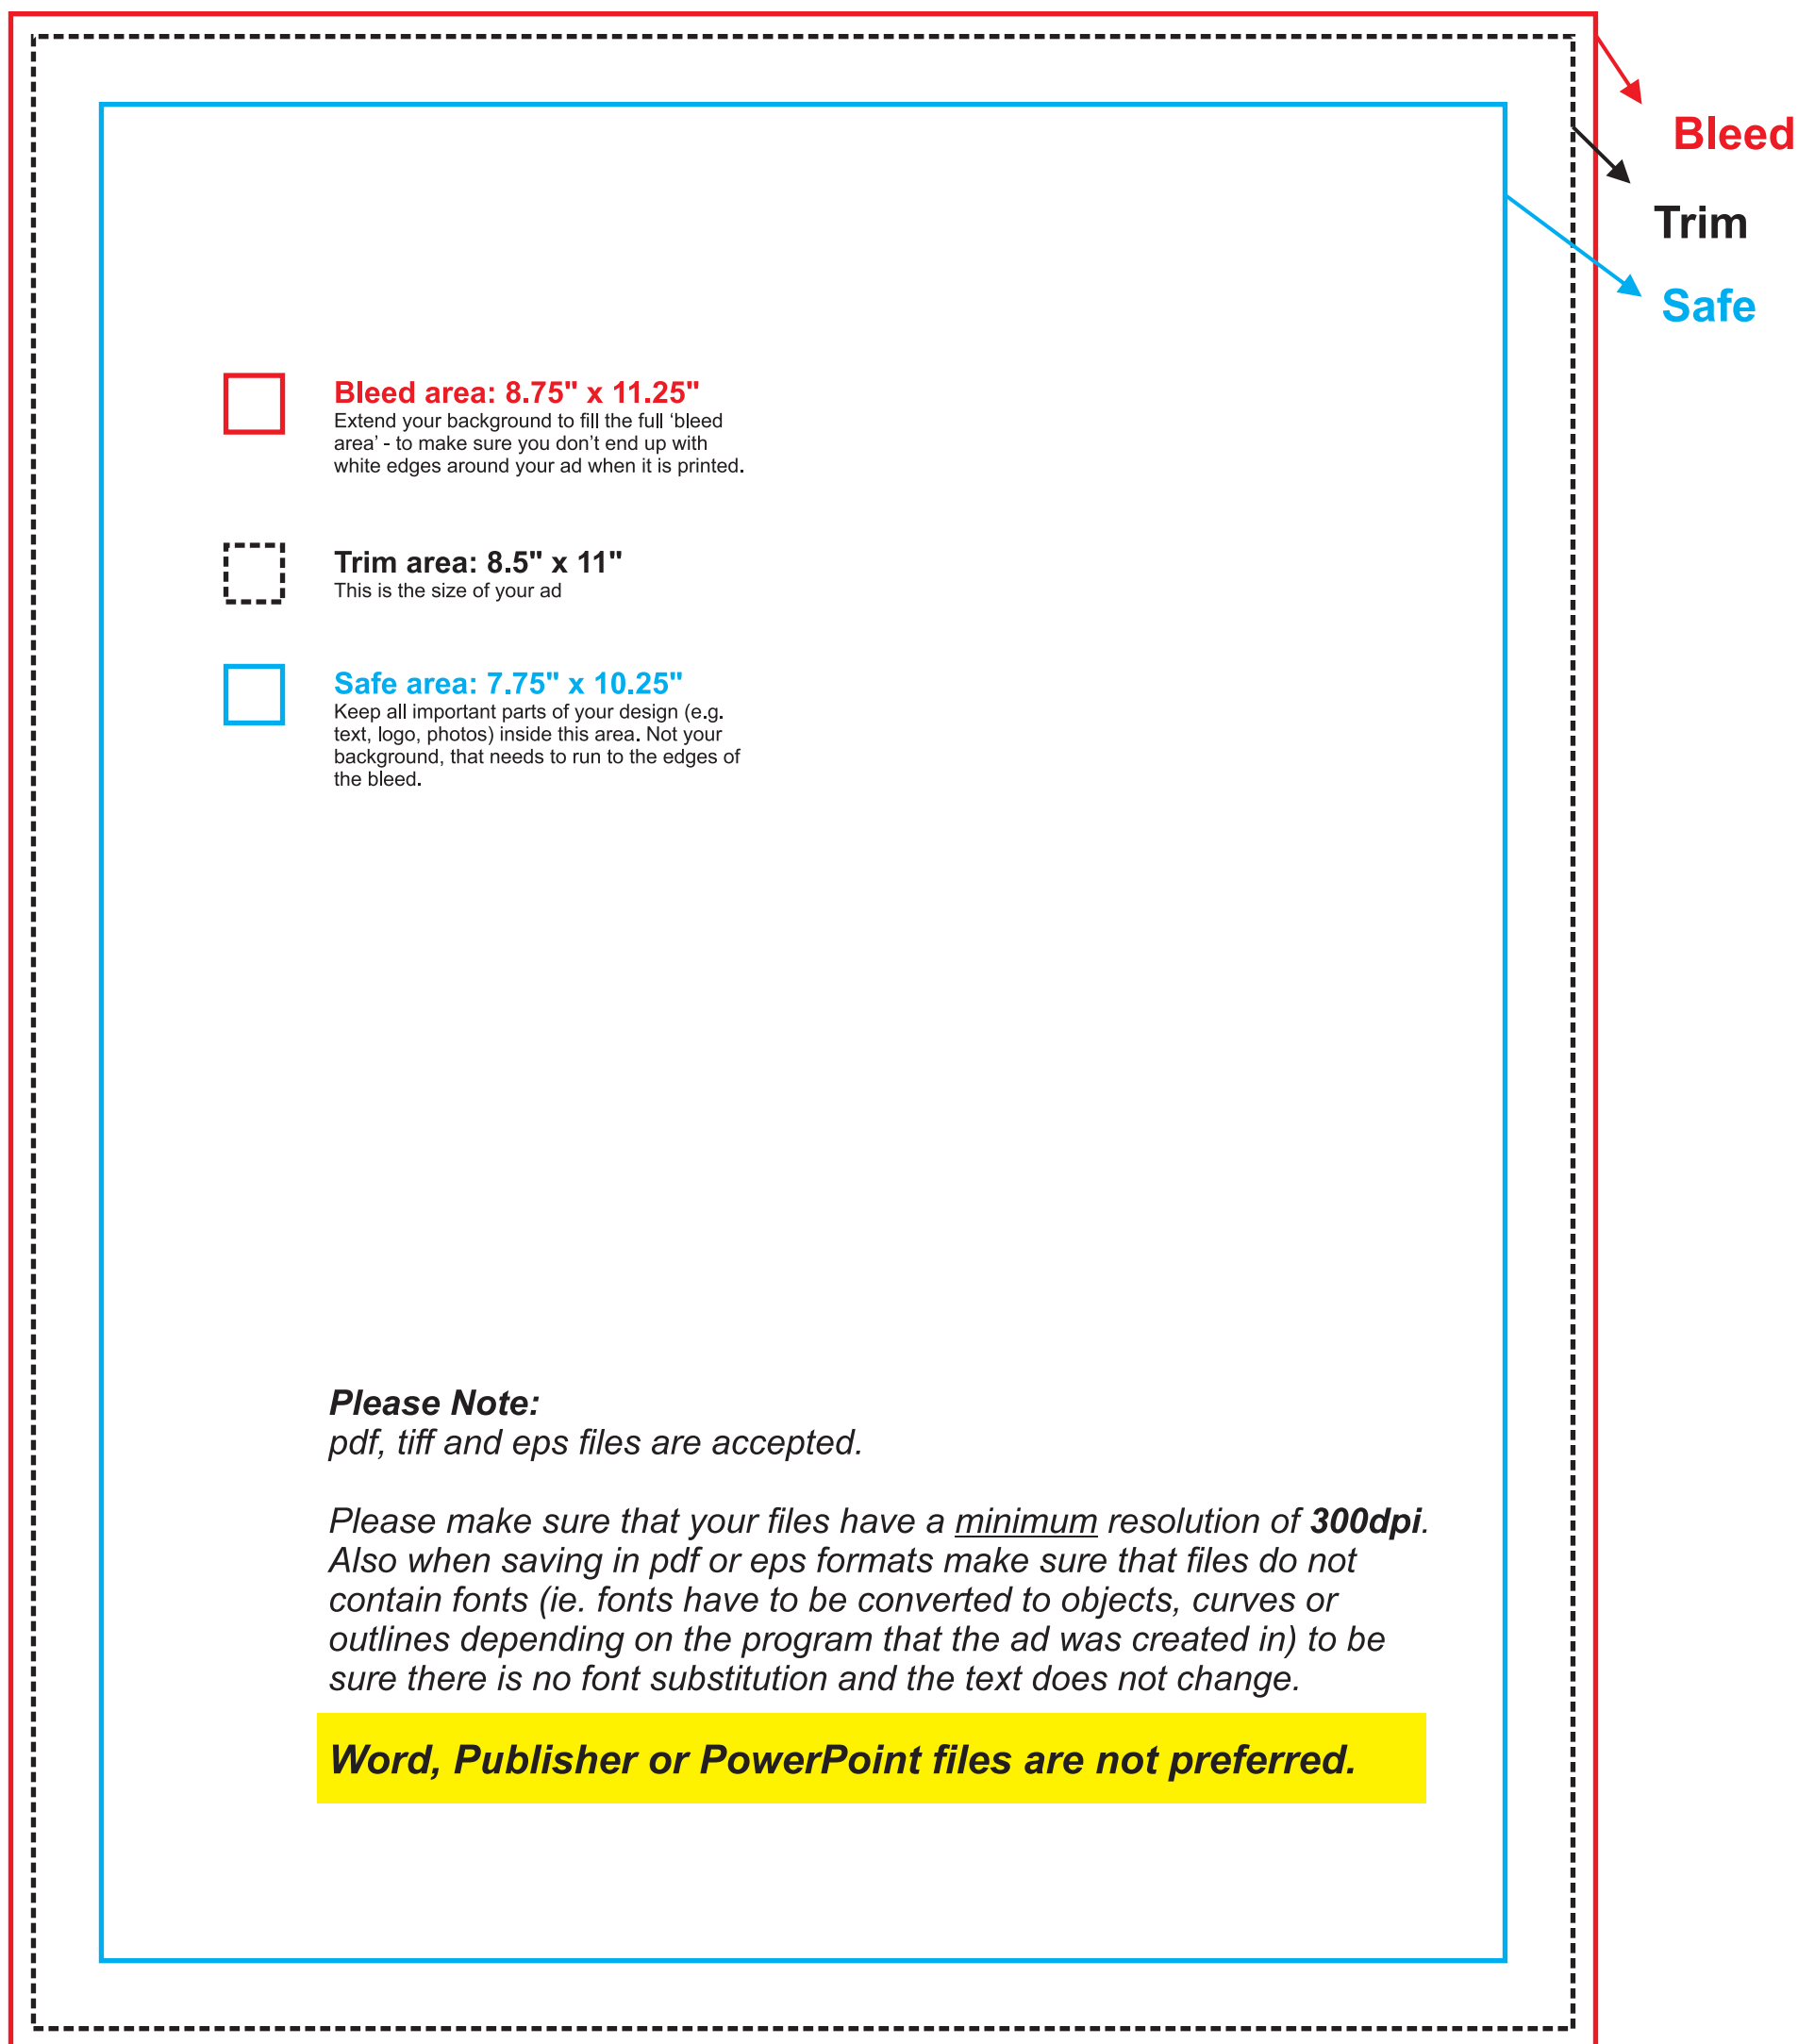 Bleed
Trim
Safe
Bleed area: 8.75" x 11.25"
Extend your background to fill the full ‘bleed
area’ - to make sure you don’t end up with
white edges around your ad when it is printed.
Trim area: 8.5" x 11"
This is the size of your ad
Safe area: 7.75" x 10.25"
Keep all important parts of your design (e.g.
text, logo, photos) inside this area. Not your
background, that needs to run to the edges of
the bleed.
Please Note:
pdf, tiff and eps files are accepted.
Please make sure that your files have a minimum resolution of 300dpi.
Also when saving in pdf or eps formats make sure that files do not
contain fonts (ie. fonts have to be converted to objects, curves or
outlines depending on the program that the ad was created in) to be
sure there is no font substitution and the text does not change.
Word, Publisher or PowerPoint files are not preferred.